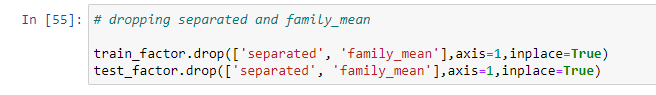 In [55]: # dropping separated and family_mean
train_factor.drop(['separated', 'family_mean'],axis=1,inplace=True)
test_factor.drop(['separated', 'family_mean'],axis=1,inplace=True)